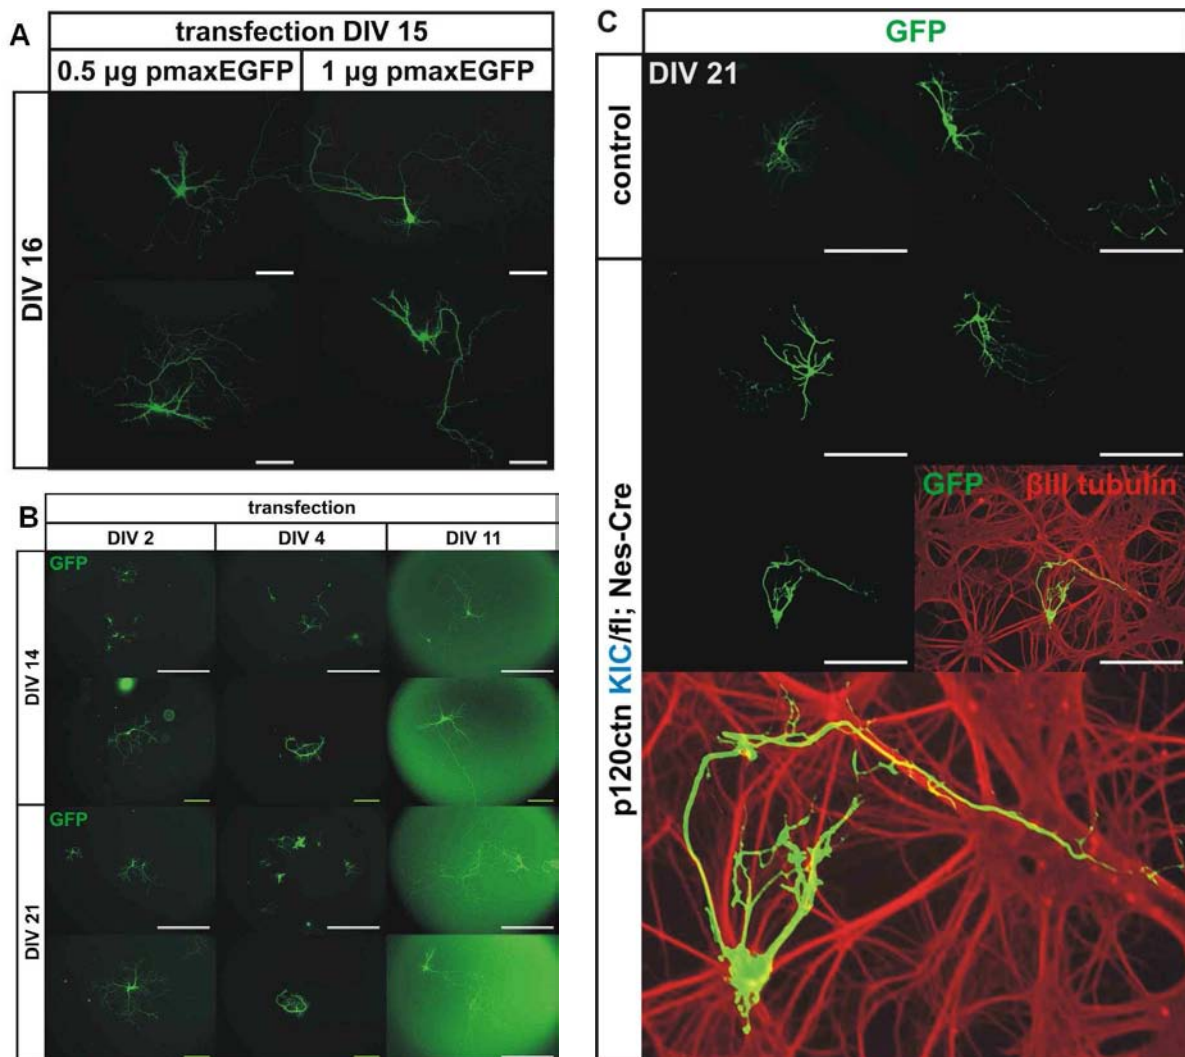 A
transfection DIV 15
0.5 µg pmaxEGFP
1 µg pmaxEGFP
DIV 16
B
transfection
DIV 2
DIV 4
DIV 11
GFP
DIV 14
GFP
DIV 21
C
GFP
DIV 21
control
p120ctn KIC/fl; Nes-Cre
GFP
βIII tubulin